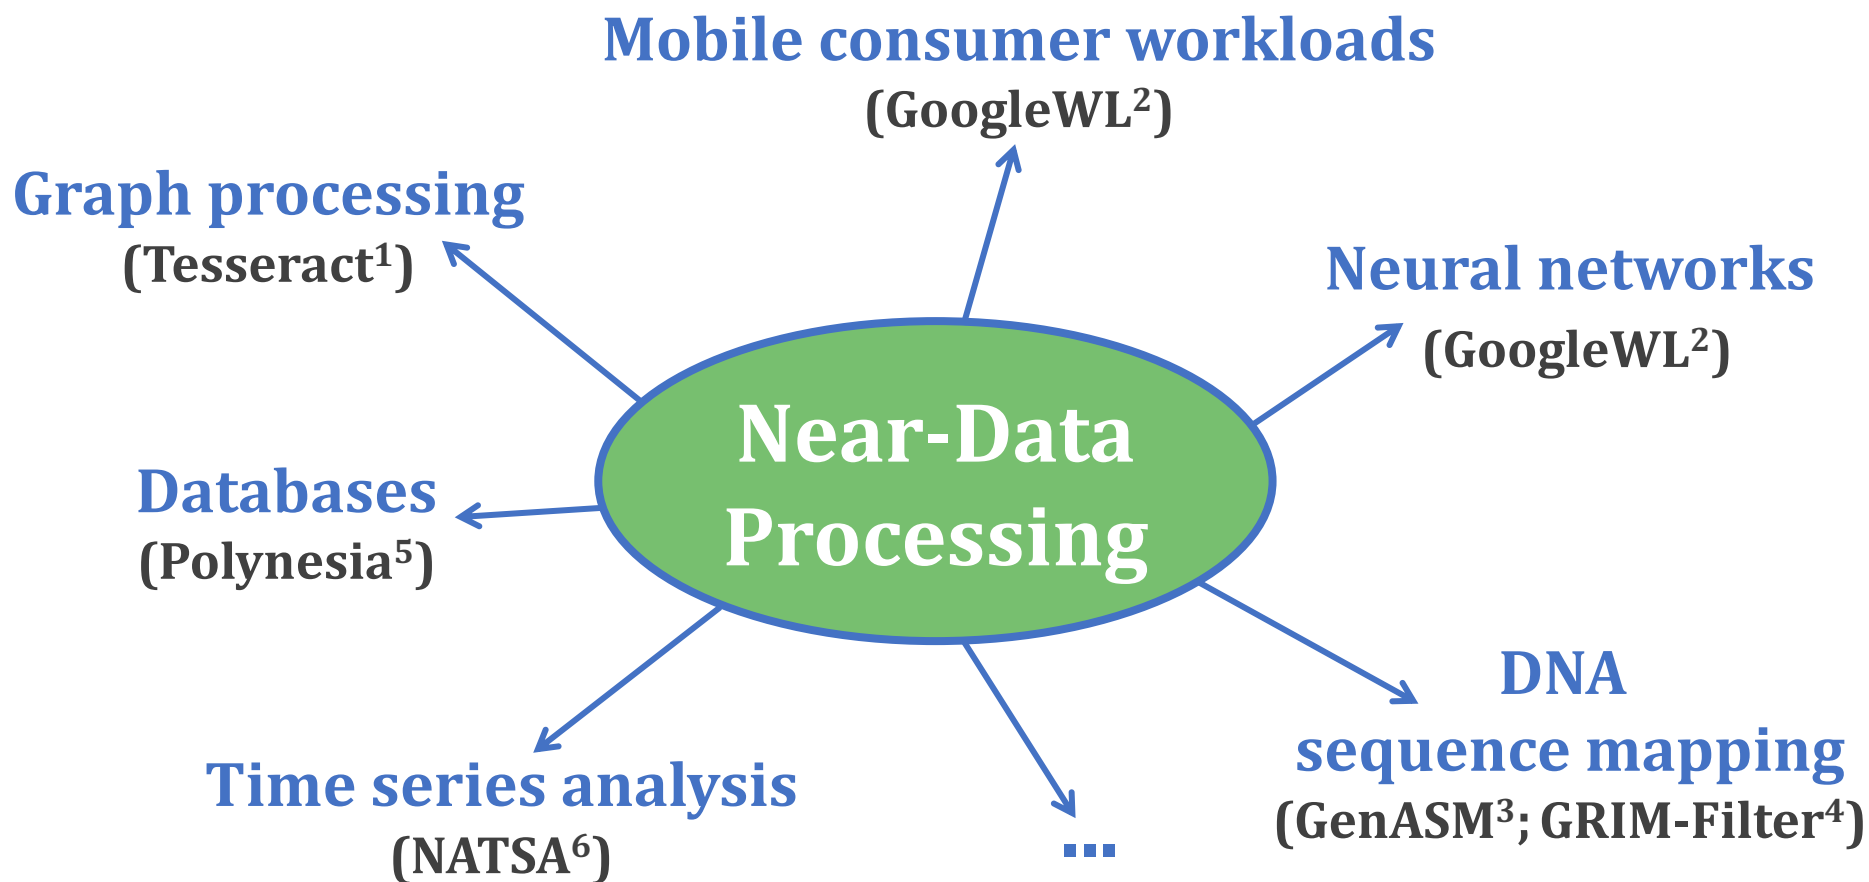 Mobile consumer workloads
(GoogleWL²)
Graph processing
(Tesseract¹)
Neural networks
(GoogleWL²)
Near-Data
Processing
Databases
(Polynesia⁵)
DNA
sequence mapping
(GenASM³; GRIM-Filter⁴)
Time series analysis
(NATSA⁶)
...